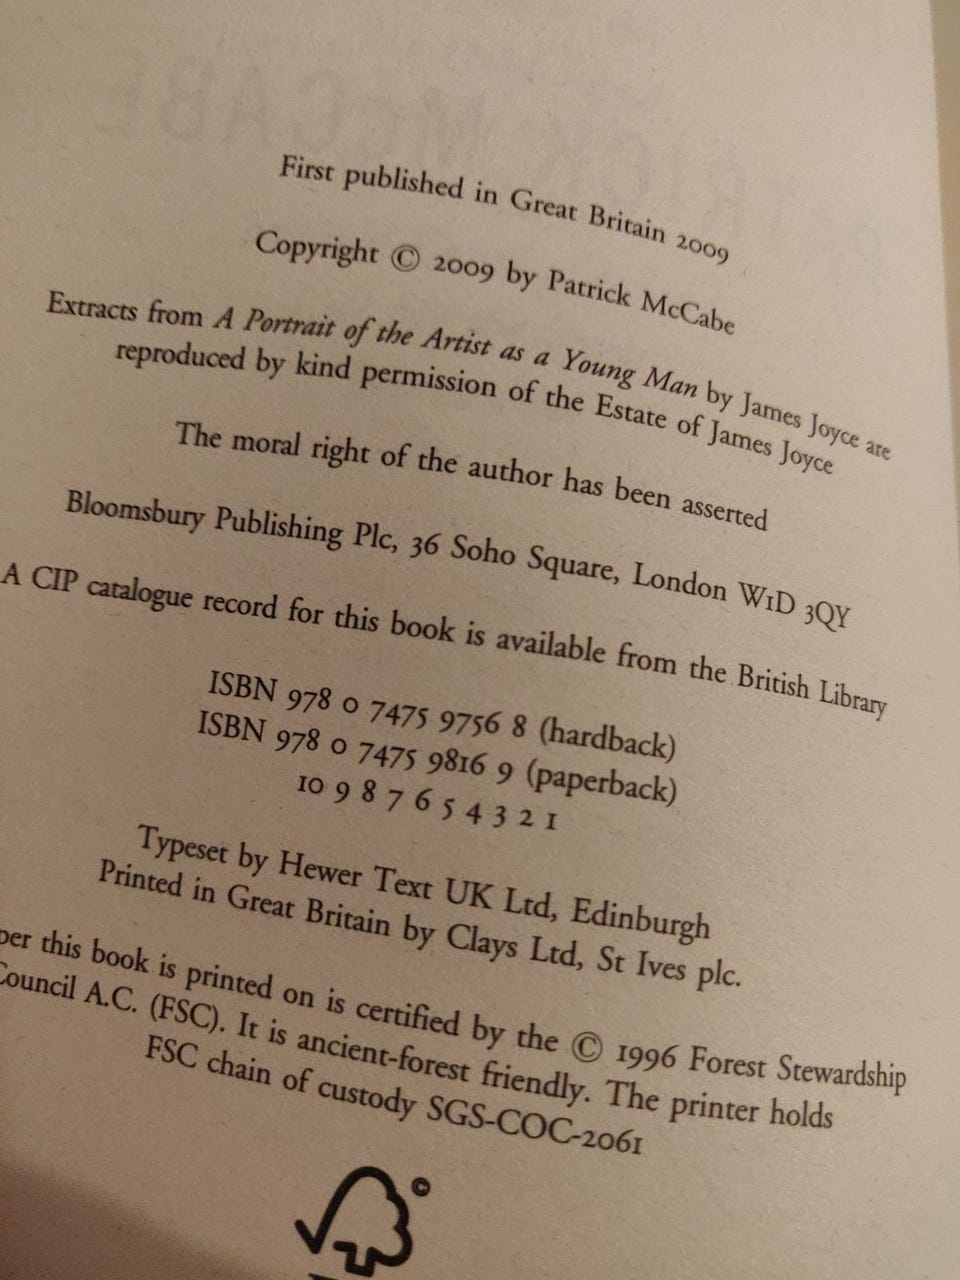 First published in Great Britain 2009
Copyright © 2009 by Patrick McCabe
Extracts from A Portrait of the Artist as a Young Man by James Joyce are
reproduced by kind permission of the Estate of James Joyce
The moral right of the author has been asserted
Bloomsbury Publishing Plc, 36 Soho Square, London W1D 3QY
A CIP catalogue record for this book is available from the British Library
ISBN 978 0 7475 9756 8 (hardback)
ISBN 978 0 7475 9816 9 (paperback)
10 9 8 7 6 5 4 3 2 1
Typeset by Hewer Text UK Ltd, Edinburgh
Printed in Great Britain by Clays Ltd, St Ives plc.
per this book is printed on is certified by the © 1996 Forest Stewardship
Council A.C. (FSC). It is ancient-forest friendly. The printer holds
FSC chain of custody SGS-COC-2061
©